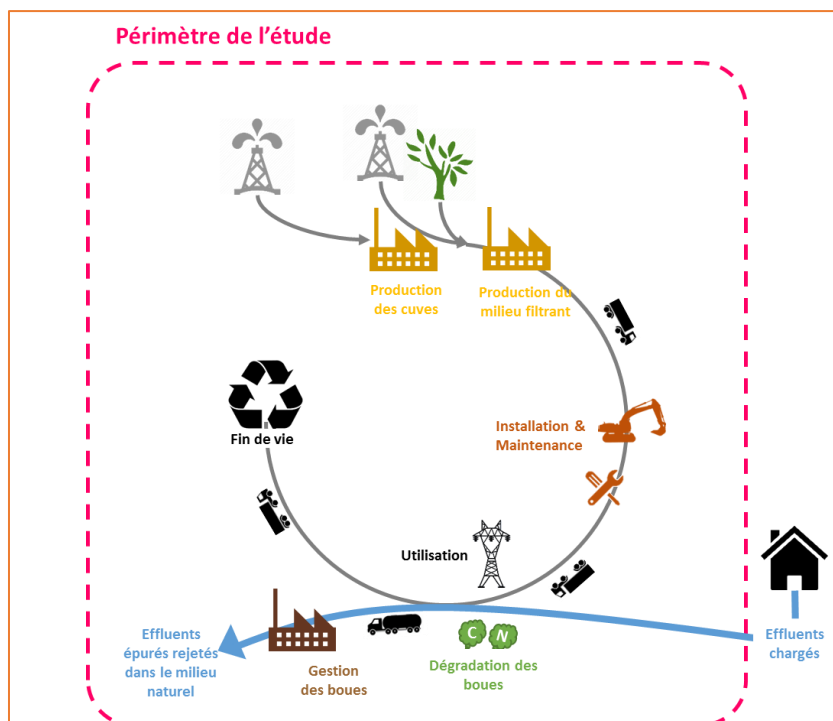 Périmètre de l'étude
Production
des cuves
Production du
milieu filtrant
Installation &
Maintenance
Fin de vie
Utilisation
Effluents
épurés rejetés
dans le milieu
naturel
Gestion
des boues
C N
Dégradation des
boues
Effluents
chargés